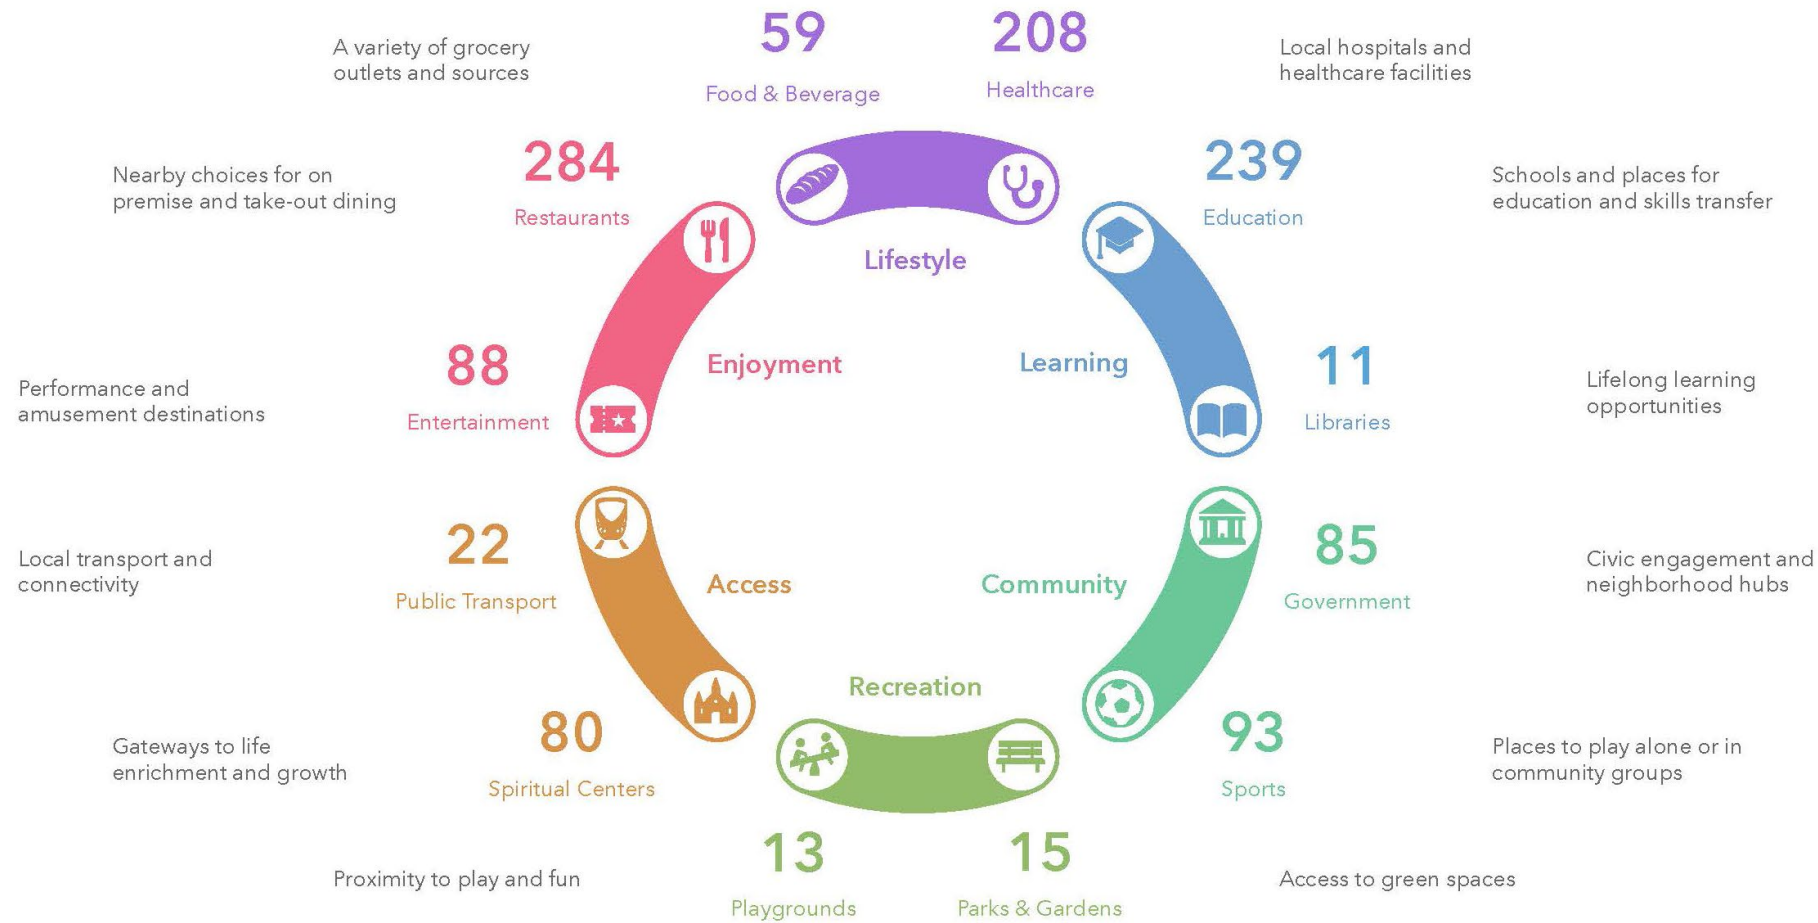 59
208
A variety of grocery
outlets and sources
Local hospitals and
healthcare facilities
Food & Beverage
Healthcare
284
239
Nearby choices for on
premise and take-out dining
Schools and places for
education and skills transfer
Restaurants
Education
Lifestyle
88
Enjoyment
Learning
11
Performance and
amusement destinations
Lifelong learning
opportunities
Entertainment
Libraries
22
85
Local transport and
connectivity
Civic engagement and
neighborhood hubs
Access
Community
Public Transport
Government
Recreation
80
93
Gateways to life
enrichment and growth
Places to play alone or in
community groups
Spiritual Centers
Sports
13
15
Proximity to play and fun
Access to green spaces
Playgrounds
Parks & Gardens